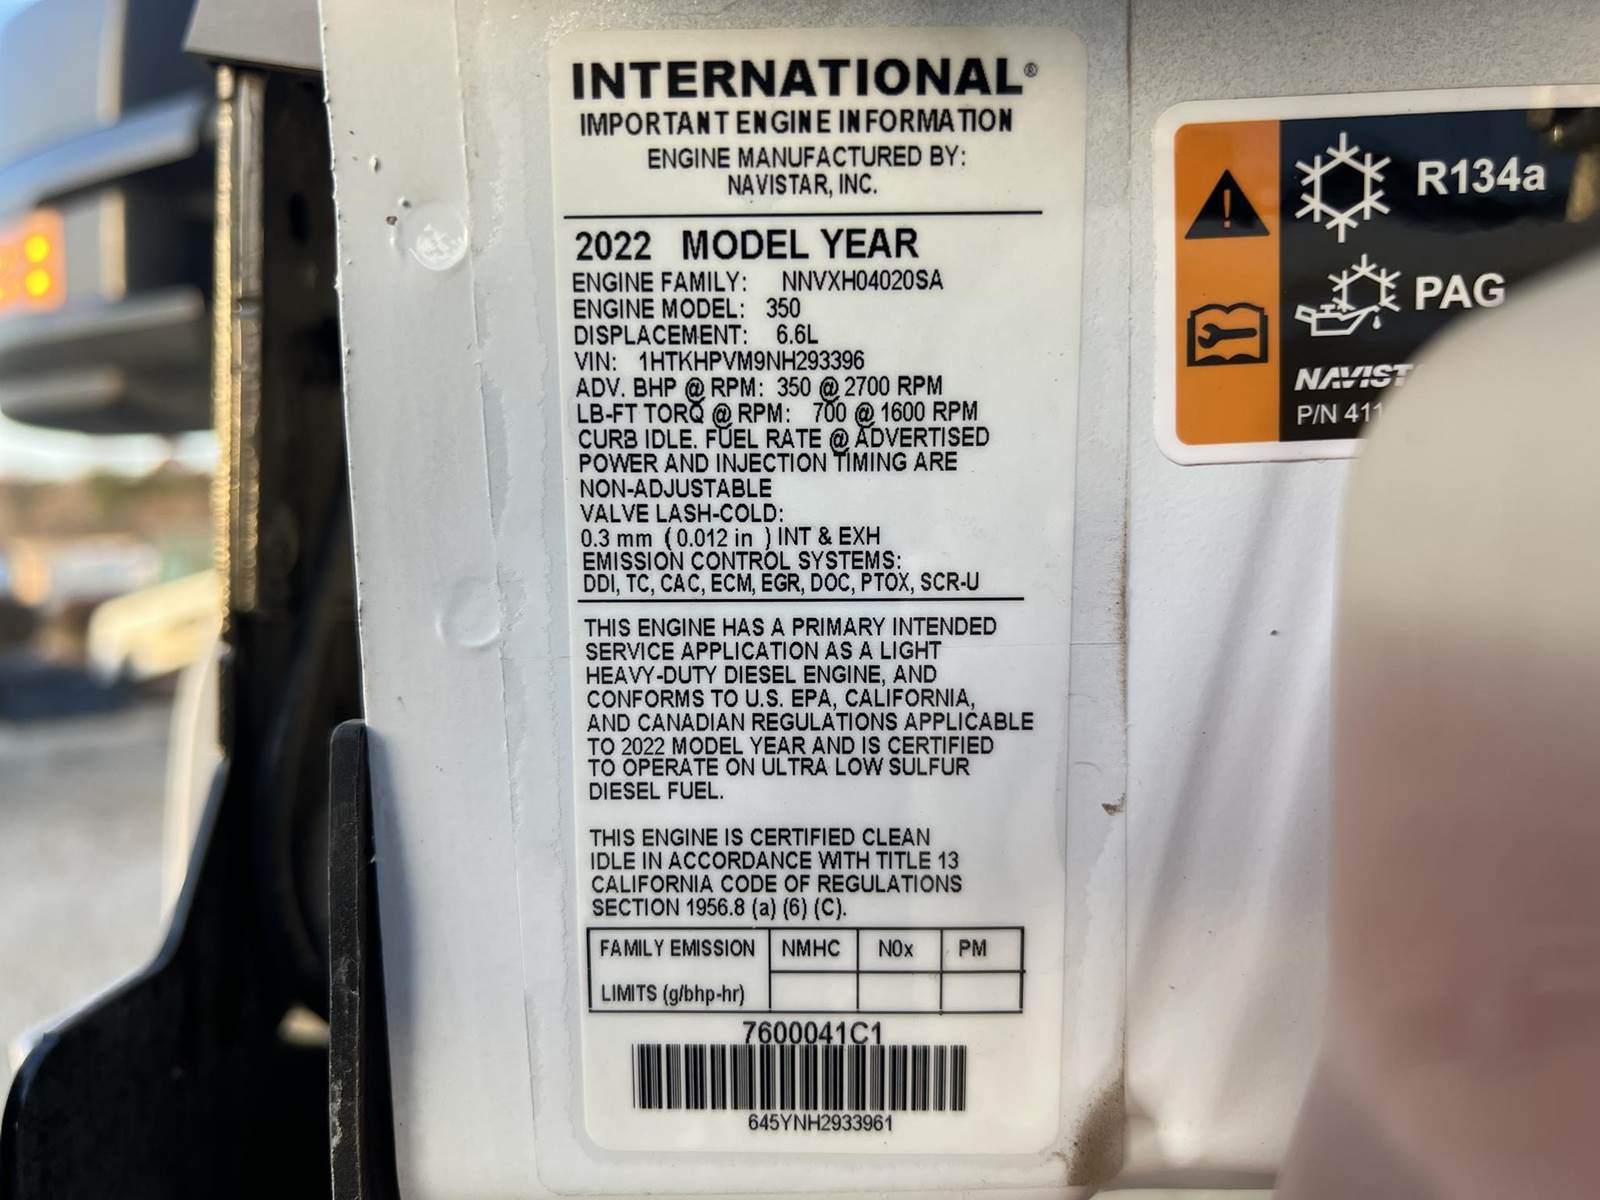 INTERNATIONAL®
IMPORTANT ENGINE INFORMATION
ENGINE MANUFACTURED BY:
NAVISTAR, INC.
2022 MODEL YEAR
ENGINE FAMILY: NNVXH04020SA
ENGINE MODEL: 350
DISPLACEMENT: 6.6L
VIN: 1HTKHPVM9NH293396
ADV. BHP @ RPM: 350 @ 2700 RPM
LB-FT TORQ @ RPM: 700 @ 1600 RPM
CURB IDLE. FUEL RATE @ ADVERTISED
POWER AND INJECTION TIMING ARE
NON-ADJUSTABLE
VALVE LASH-COLD:
0.3 mm ( 0.012 in ) INT & EXH
EMISSION CONTROL SYSTEMS:
DDI, TC, CAC, ECM, EGR, DOC, PTOX, SCR-U
THIS ENGINE HAS A PRIMARY INTENDED
SERVICE APPLICATION AS A LIGHT
HEAVY-DUTY DIESEL ENGINE, AND
CONFORMS TO U.S. EPA, CALIFORNIA,
AND CANADIAN REGULATIONS APPLICABLE
TO 2022 MODEL YEAR AND IS CERTIFIED
TO OPERATE ON ULTRA LOW SULFUR
DIESEL FUEL.
THIS ENGINE IS CERTIFIED CLEAN
IDLE IN ACCORDANCE WITH TITLE 13
CALIFORNIA CODE OF REGULATIONS
SECTION 1956.8 (a) (6) (C).
FAMILY EMISSION NMHC N0x PM
LIMITS (g/bhp-hr)
7600041C1
645YNH2933961
R134a
PAG
P/N 411